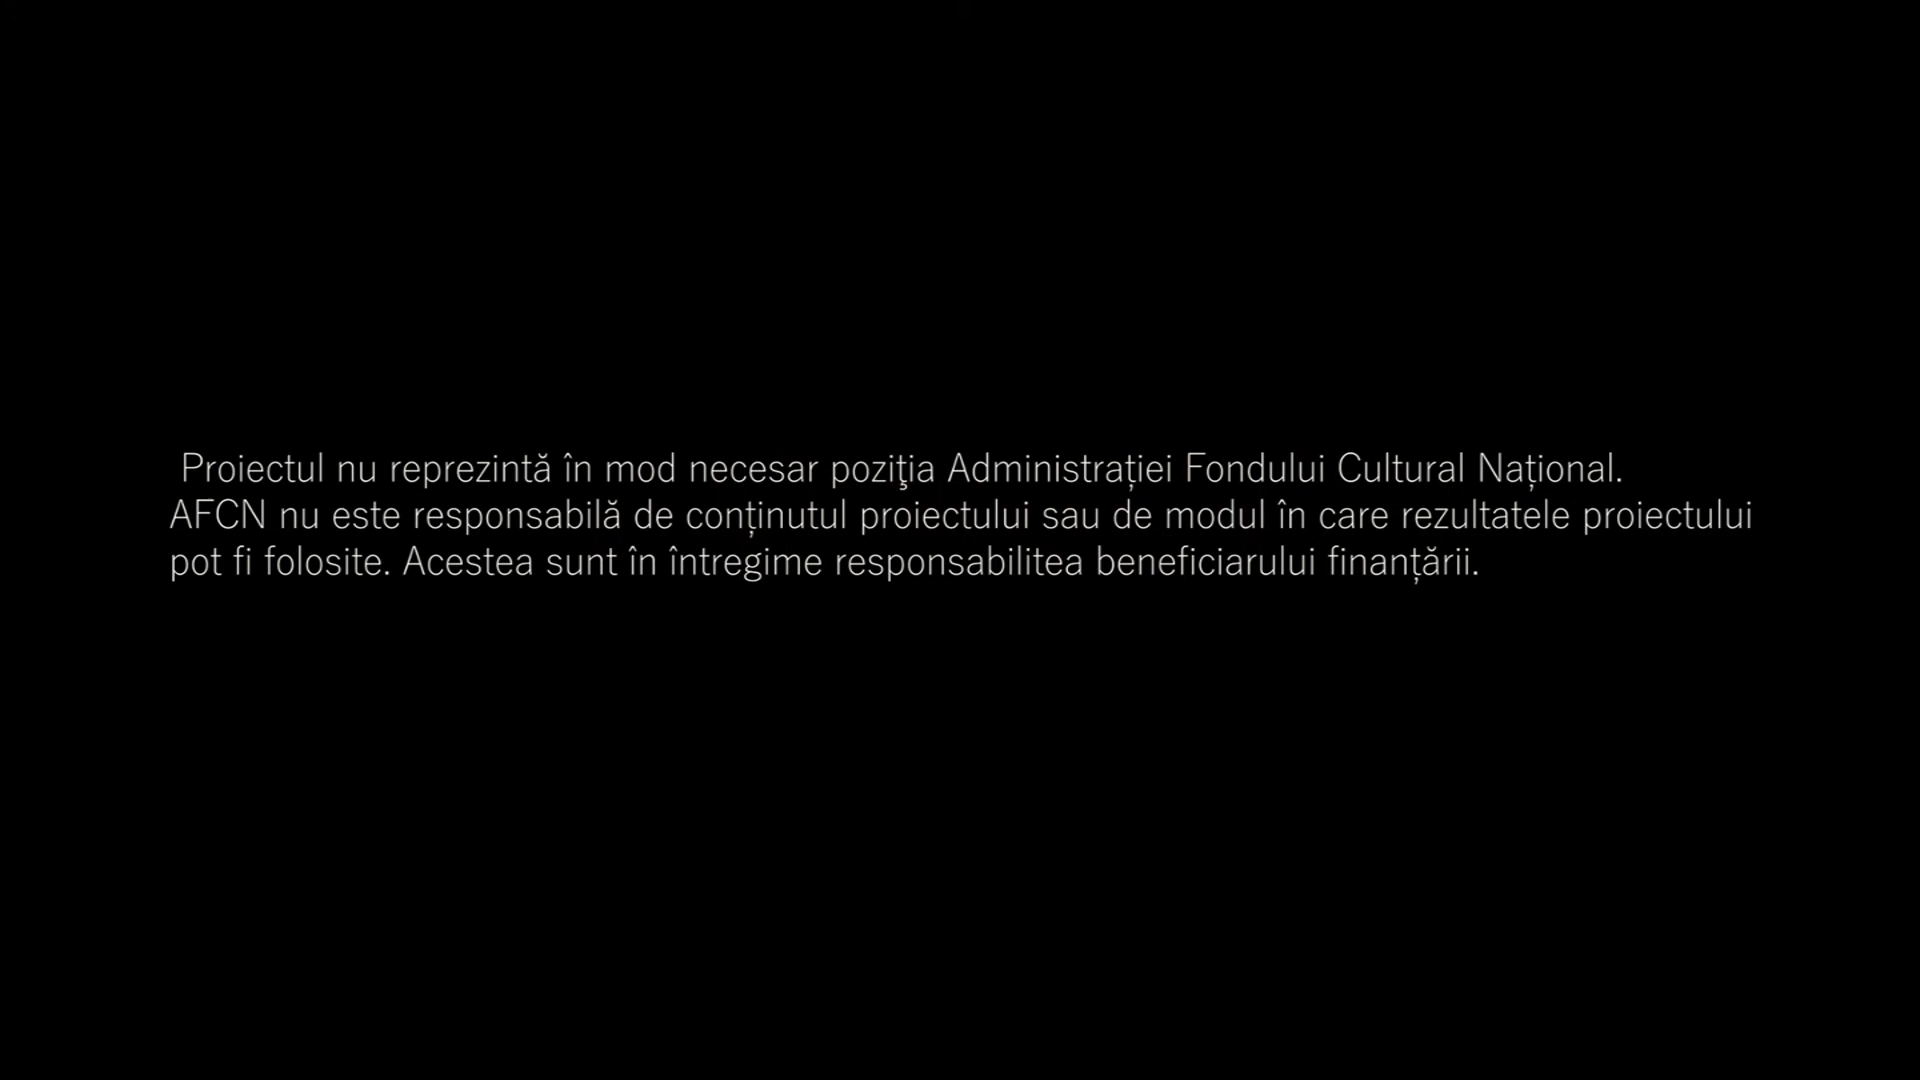 Proiectul nu reprezintă în mod necesar poziţia Administrației Fondului Cultural Național.
AFCN nu este responsabilă de conținutul proiectului sau de modul în care rezultatele proiectului
pot fi folosite. Acestea sunt în întregime responsabilitea beneficiarului finanțării.